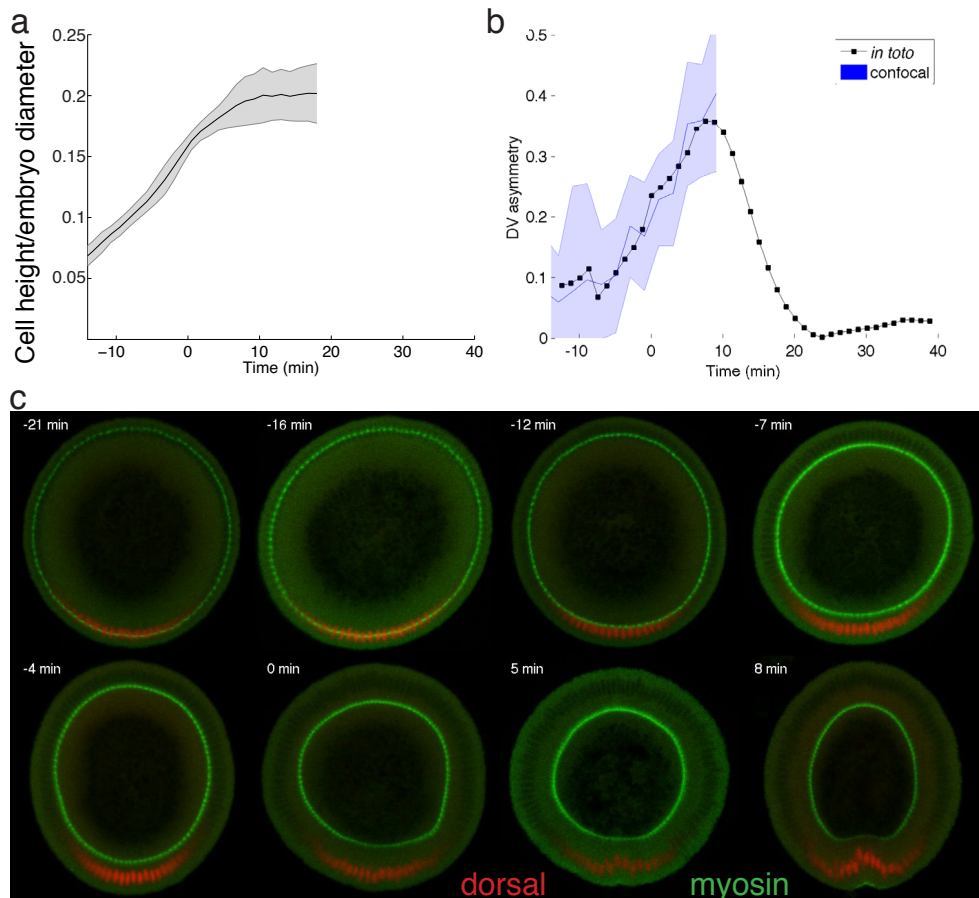 a
Cell height/embryo diameter
0.25
0.2
0.15
0.1
0.05
−10
0
10
20
30
40
Time (min)
b
DV asymmetry
0.5
0.4
0.3
0.2
0.1
0
-10
0
10
20
30
40
Time (min)
in toto
confocal
c
-21 min
-16 min
-12 min
-7 min
-4 min
0 min
5 min
8 min
dorsal
myosin